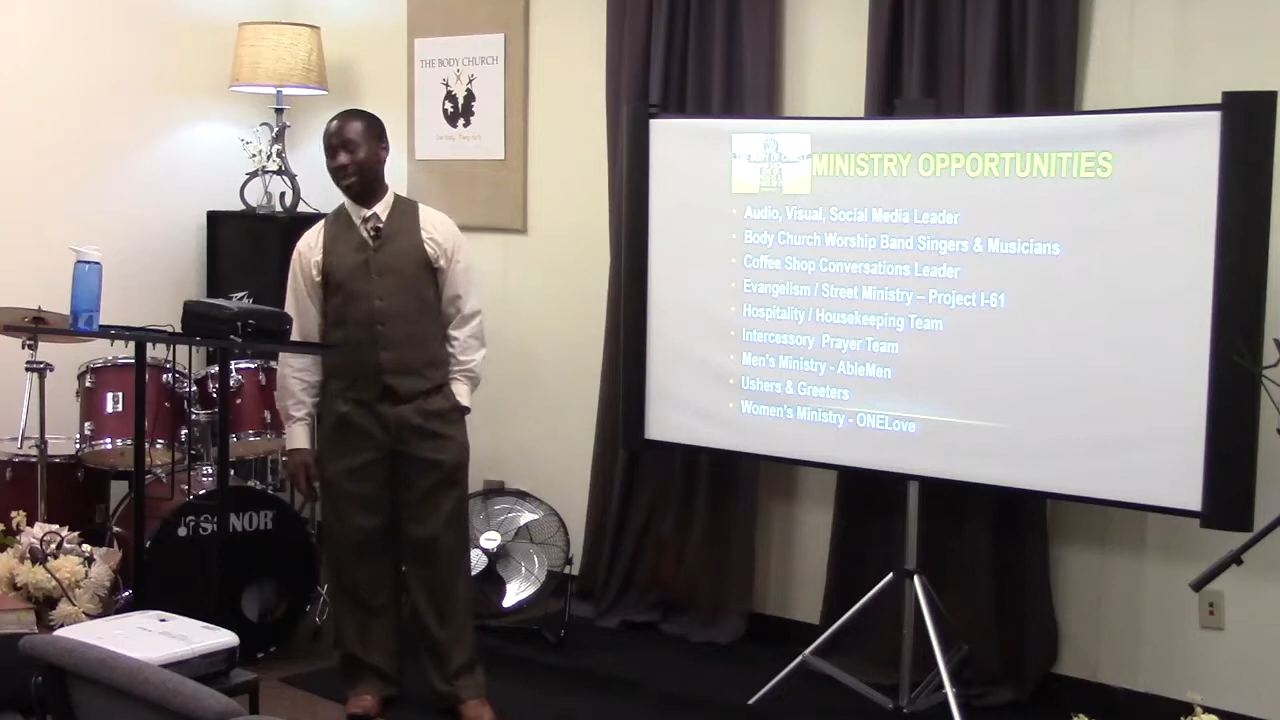 THE BODY CHURCH
MINISTRY OPPORTUNITIES
Audio, Visual, Social Media Leader
Body Church Worship Band Singers & Musicians
Coffee Shop Conversations Leader
Evangelism / Street Ministry – Project I-61
Hospitality / Housekeeping Team
Intercessory Prayer Team
Men's Ministry - AbleMen
Ushers & Greeters
Women's Ministry - ONELove
SONOR